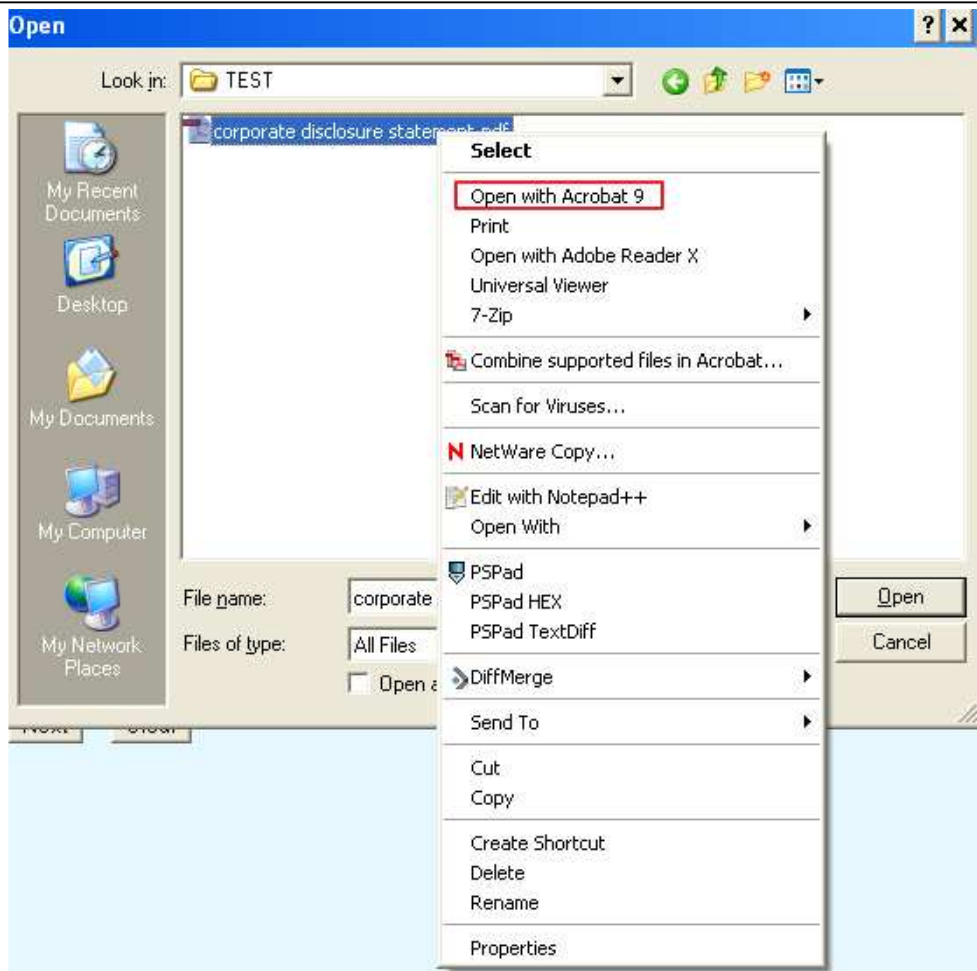 Open
Look in: TEST
corporate disclosure statement.pdf
My Recent
Documents
Desktop
My Documents
My Computer
My Network
Places
Select
Open with Acrobat 9
Print
Open with Adobe Reader X
Universal Viewer
7-Zip
Combine supported files in Acrobat...
Scan for Viruses...
N NetWare Copy...
Edit with Notepad++
Open With
PSPad
PSPad HEX
PSPad TextDiff
DiffMerge
Send To
Cut
Copy
Create Shortcut
Delete
Rename
Properties
File name: corporate
Files of type: All Files
Open
Open
Cancel
Next Clear